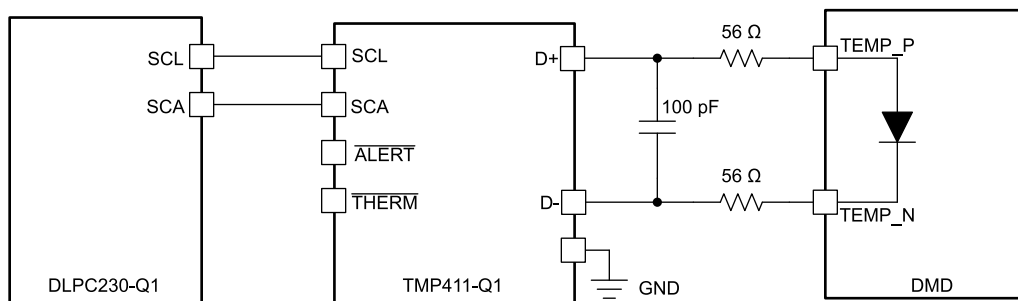 SCL
SCA
DLPC230-Q1
SCL
SCA
ALERT
THERM
D+
D-
GND
TMP411-Q1
56 Ω
100 pF
56 Ω
TEMP_P
TEMP_N
DMD